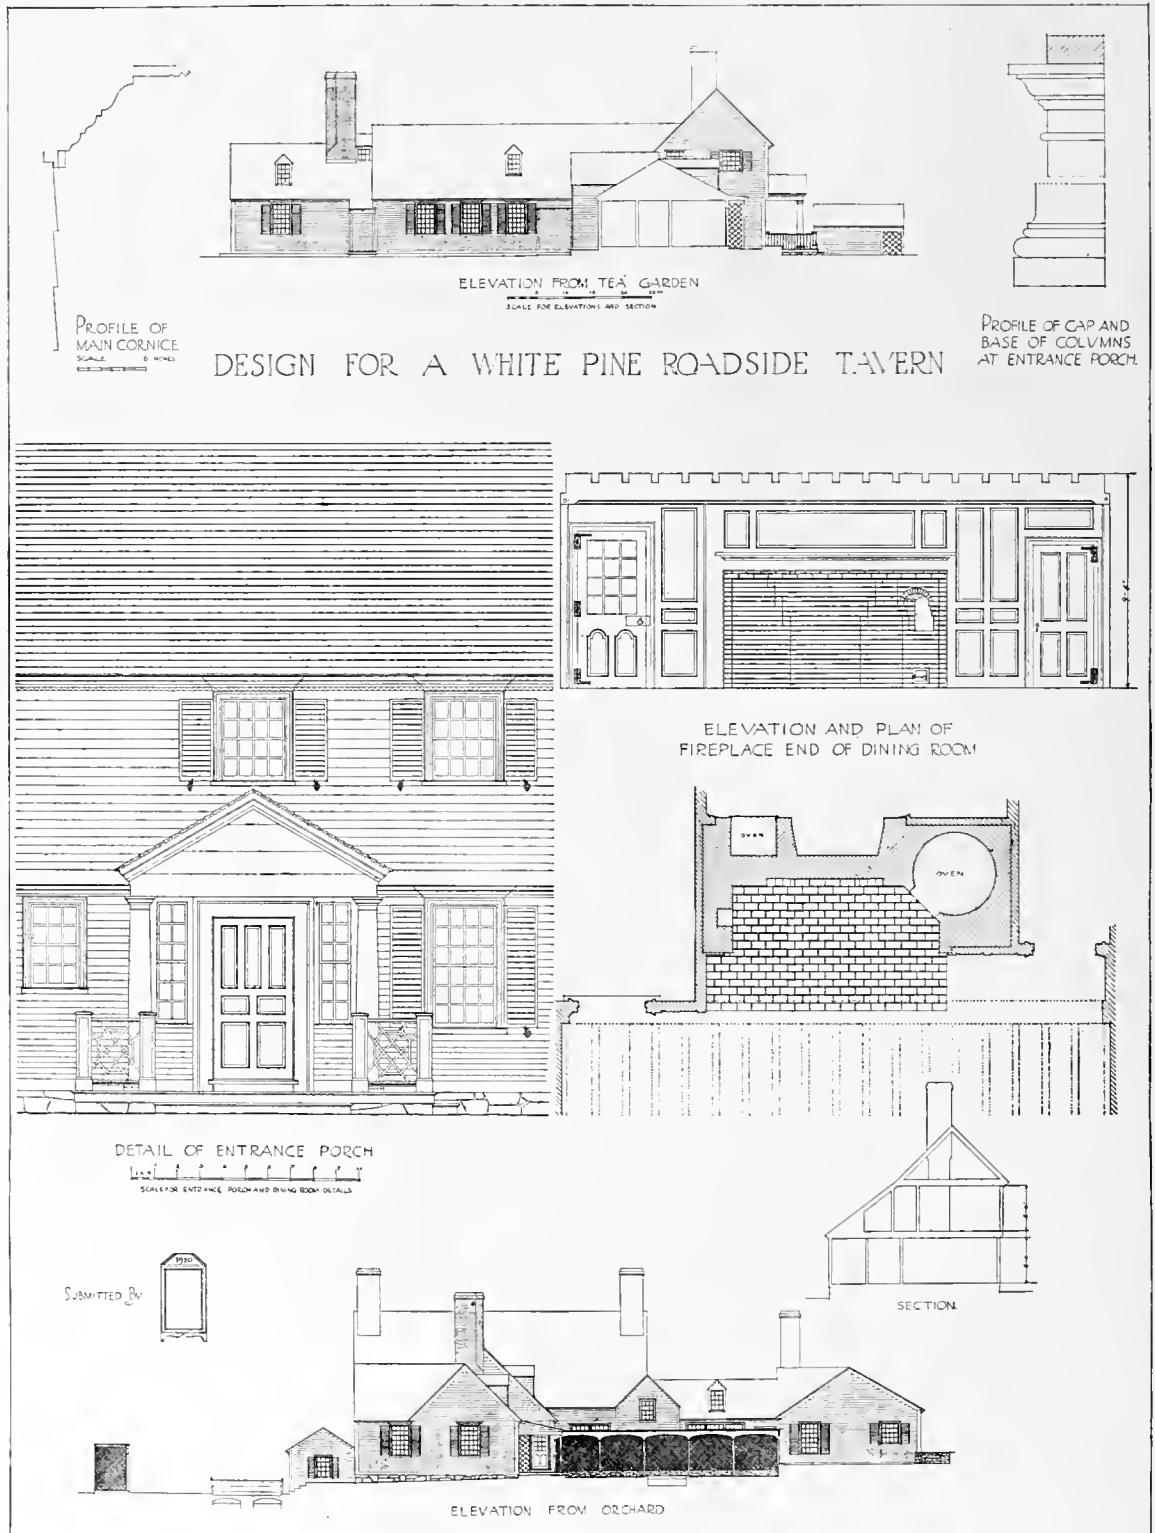 ELEVATION FROM TEA GARDEN
SCALE FOR ELEVATIONS AND SECTION
PROFILE OF
MAIN CORNICE
SCALE 6 INCHES
PROFILE OF CAP AND
BASE OF COLVMNS
AT ENTRANCE PORCH.
DESIGN FOR A WHITE PINE ROADSIDE TAVERN
ELEVATION AND PLAN OF
FIREPLACE END OF DINING ROOM
OVEN
OVEN
DETAIL OF ENTRANCE PORCH
SCALE FOR ENTRANCE PORCH AND DINING ROOM DETAILS
SECTION.
1920
SUBMITTED BY
ELEVATION FROM ORCHARD